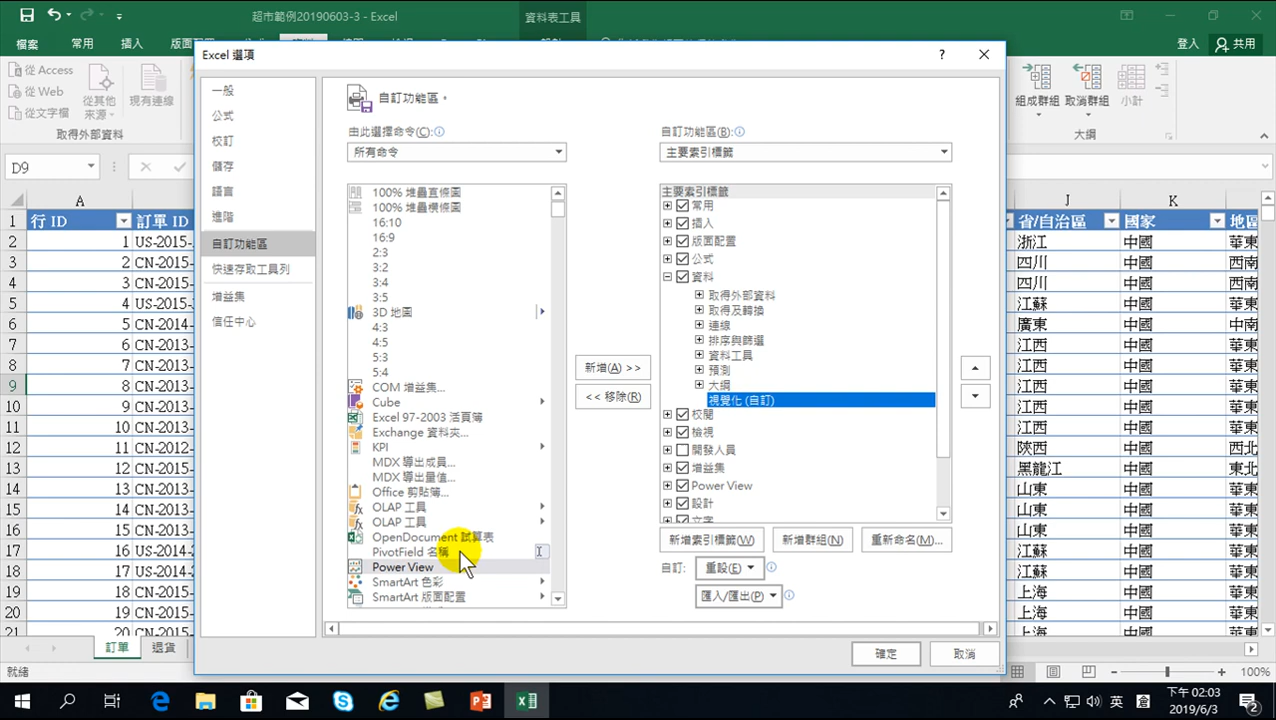 超市範例20190603-3 - Excel
資料表工具
檔案
常用
插入
登入
共用
從 Access
從 Web
從文字檔
從其他
來源
現有連線
取得外部資料
組成群組
取消群組
小計
大綱
D9
Excel 選項
一般
公式
校訂
儲存
語言
進階
自訂功能區
快速存取工具列
增益集
信任中心
自訂功能區。
由此選擇命令(C):
所有命令
100% 堆疊直條圖
100% 堆疊橫條圖
16:10
16:9
2:3
3:2
3:4
3:5
3D 地圖
4:3
4:5
5:3
5:4
COM 增益集...
Cube
Excel 97-2003 活頁簿
Exchange 資料夾...
KPI
MDX 導出成員...
MDX 導出量值...
Office 剪貼簿...
OLAP 工具
OLAP 工具
OpenDocument 試算表
PivotField 名稱
Power View
SmartArt 色彩
SmartArt 版面配置
新增(A) >>
<< 移除(R)
自訂功能區(B):
主要索引標籤
主要索引標籤
常用
插入
版面配置
公式
資料
取得外部資料
取得及轉換
連線
排序與篩選
資料工具
預測
大綱
視覺化 (自訂)
校閱
檢視
開發人員
增益集
Power View
設計
文字
新增索引標籤(W)
新增群組(N)
重新命名(M)...
自訂:
重設(E)
匯入/匯出(P)
確定
取消
A
J
K
1 行 ID 訂單 ID 省/自治區 國家 地區
2 1 US-2015- 浙江 中國 華東
3 2 CN-2015- 四川 中國 西南
4 3 CN-2015- 四川 中國 西南
5 4 US-2015- 江蘇 中國 華東
6 5 CN-2014- 廣東 中國 中南
7 6 CN-2013- 江西 中國 華東
8 7 CN-2013- 江西 中國 華東
9 8 CN-2013- 江西 中國 華東
10 9 CN-2013- 江西 中國 華東
11 10 CN-2013- 江西 中國 華東
12 11 CN-2012- 陝西 中國 西北
13 12 CN-2015- 黑龍江 中國 東北
14 13 CN-2013- 山東 中國 華東
15 14 CN-2013- 山東 中國 華東
16 15 CN-2013- 山東 中國 華東
17 16 US-2014- 江蘇 中國 華東
18 17 US-2014- 上海 中國 華東
19 18 CN-2013- 上海 中國 華東
20 19 CN-2013- 上海 中國 華東
21 20 CN-2013- 上海 中國 華東
訂單
退貨
就緒
100%
英
倉
下午 02:03
2019/6/3
2